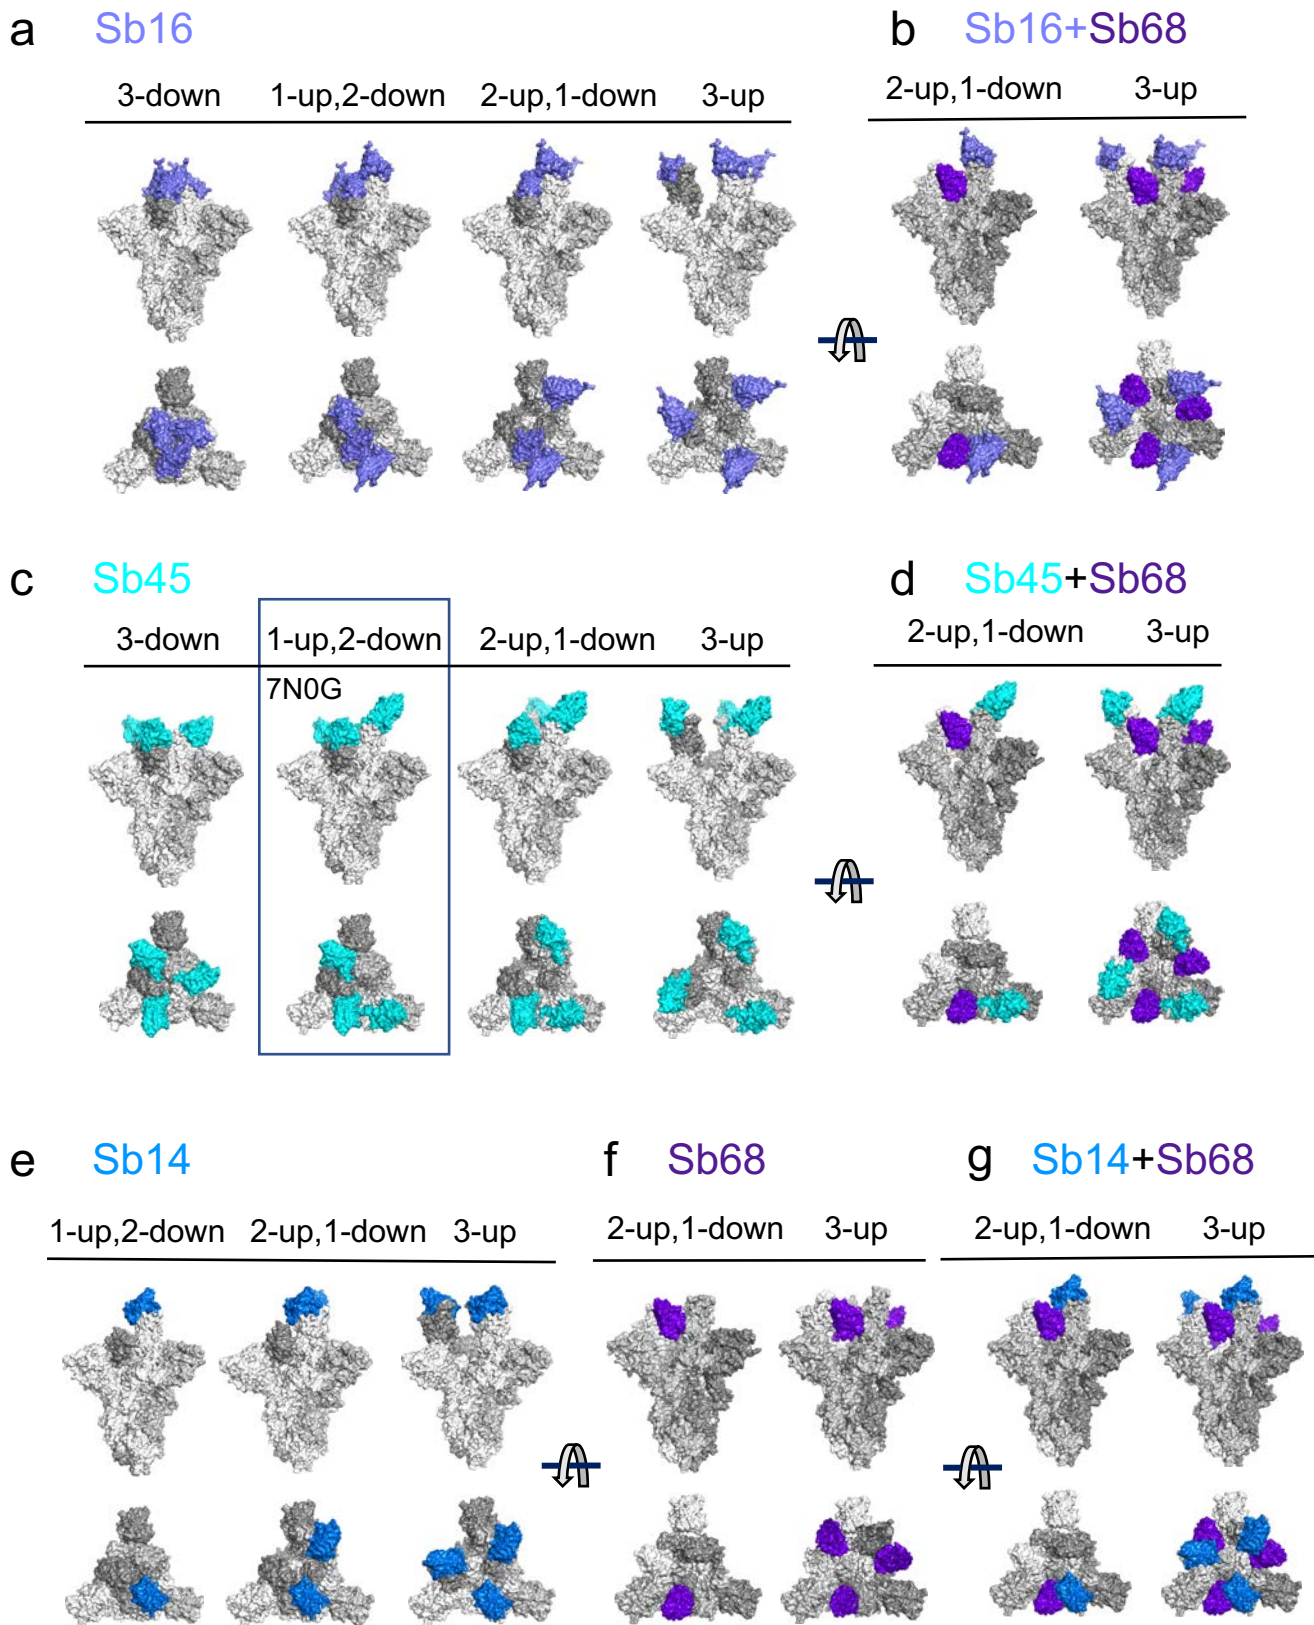 a Sb16
3-down 1-up,2-down 2-up,1-down 3-up
b Sb16+Sb68
2-up,1-down 3-up
c Sb45
3-down 1-up,2-down 2-up,1-down 3-up
7N0G
d Sb45+Sb68
2-up,1-down 3-up
e Sb14
1-up,2-down 2-up,1-down 3-up
f Sb68
2-up,1-down 3-up
g Sb14+Sb68
2-up,1-down 3-up